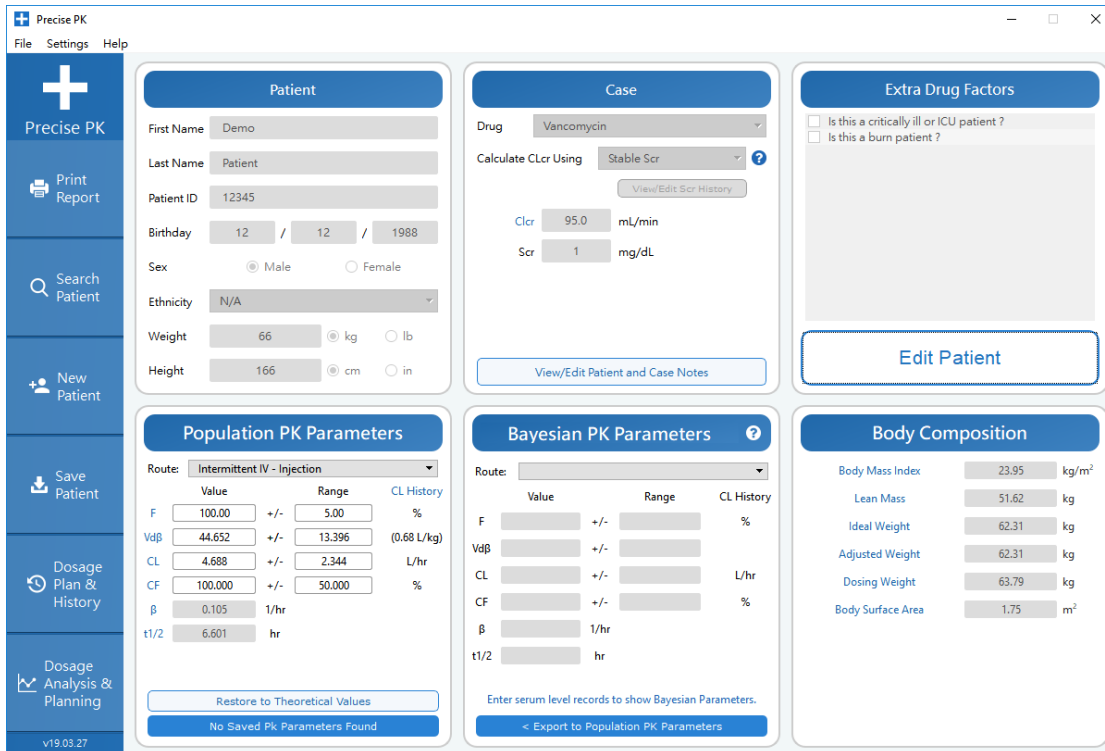 Precise PK
File Settings Help
Precise PK
Print Report
Search Patient
New Patient
Save Patient
Dosage Plan & History
Dosage Analysis & Planning
v19.03.27
Patient
First Name Demo
Last Name Patient
Patient ID 12345
Birthday 12 / 12 / 1988
Sex Male Female
Ethnicity N/A
Weight 66 kg lb
Height 166 cm in
Case
Drug Vancomycin
Calculate CLcr Using Stable Scr ?
View/Edit Scr History
Clcr 95.0 mL/min
Scr 1 mg/dL
View/Edit Patient and Case Notes
Extra Drug Factors
Is this a critically ill or ICU patient ?
Is this a burn patient ?
Edit Patient
Population PK Parameters
Route: Intermittent IV - Injection
Value Range CL History
F 100.00 +/- 5.00 %
Vdβ 44.652 +/- 13.396 (0.68 L/kg)
CL 4.688 +/- 2.344 L/hr
CF 100.000 +/- 50.000 %
β 0.105 1/hr
t1/2 6.601 hr
Restore to Theoretical Values
No Saved Pk Parameters Found
Bayesian PK Parameters ?
Route:
Value Range CL History
F +/- %
Vdβ +/-
CL +/- L/hr
CF +/- %
β 1/hr
t1/2 hr
Enter serum level records to show Bayesian Parameters.
< Export to Population PK Parameters
Body Composition
Body Mass Index 23.95 kg/m²
Lean Mass 51.62 kg
Ideal Weight 62.31 kg
Adjusted Weight 62.31 kg
Dosing Weight 63.79 kg
Body Surface Area 1.75 m²